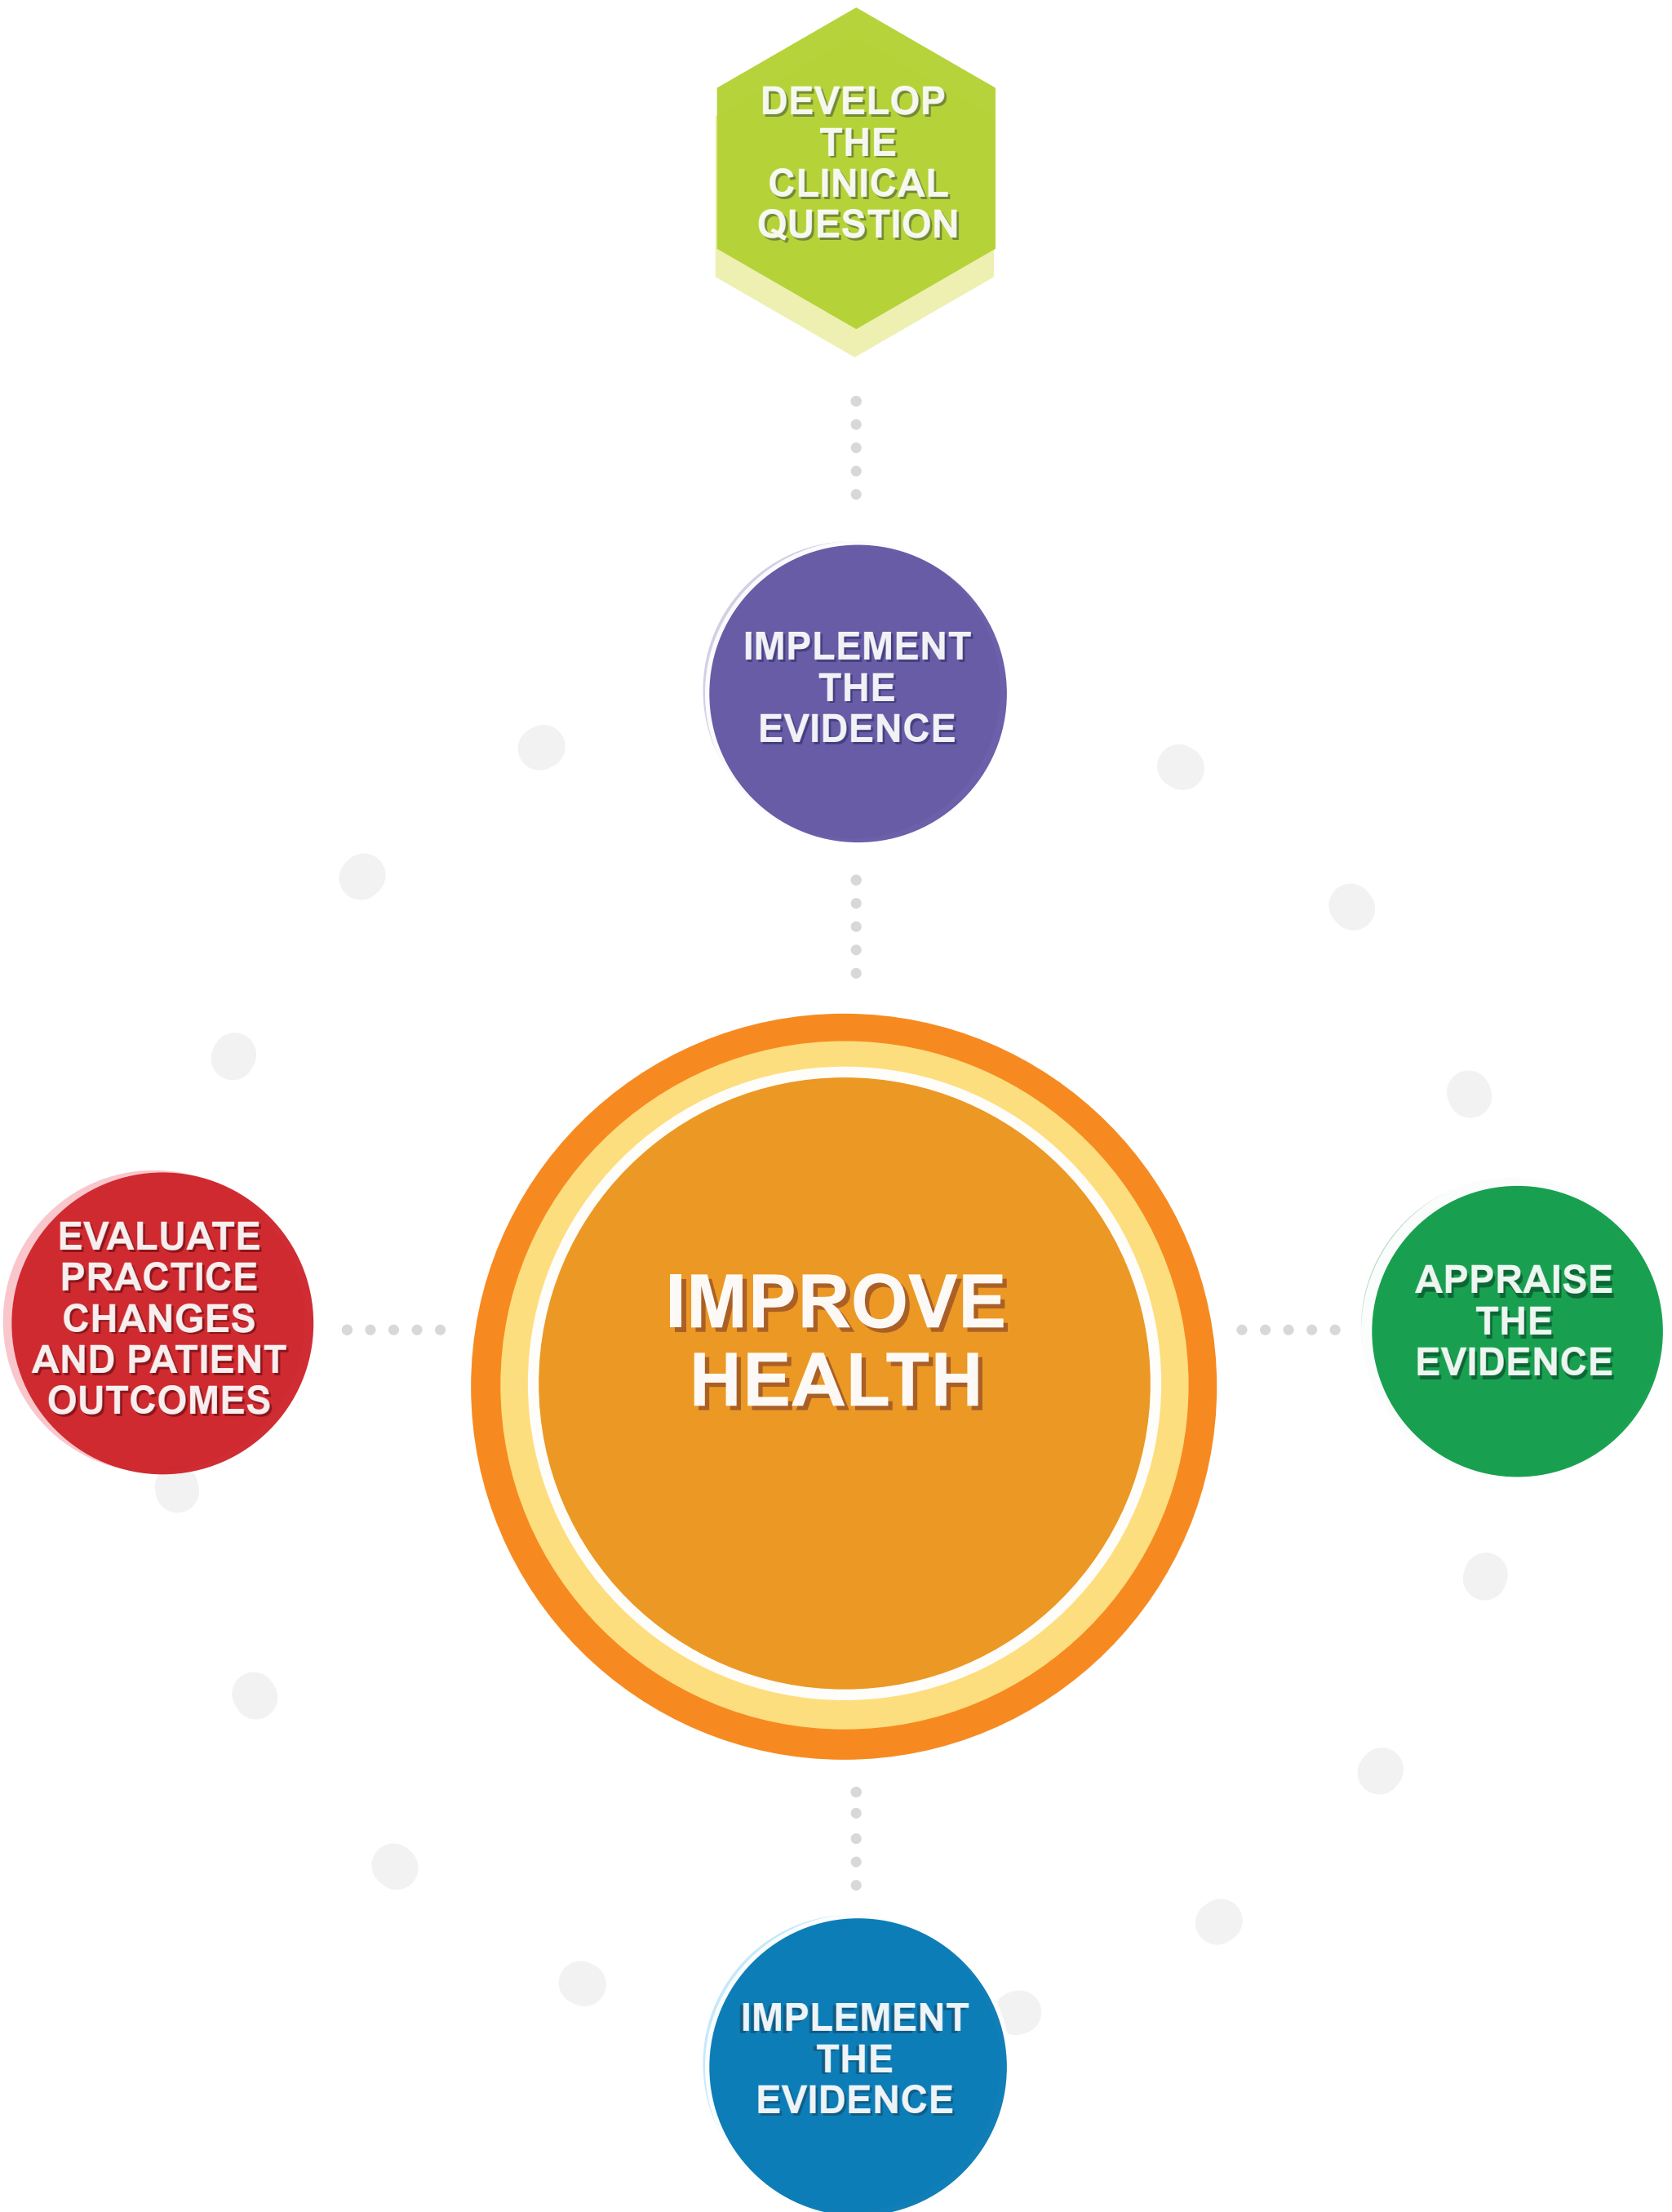 DEVELOP
THE
CLINICAL
QUESTION
IMPLEMENT
THE
EVIDENCE
EVALUATE
PRACTICE
CHANGES
AND PATIENT
OUTCOMES
IMPROVE
HEALTH
APPRAISE
THE
EVIDENCE
IMPLEMENT
THE
EVIDENCE